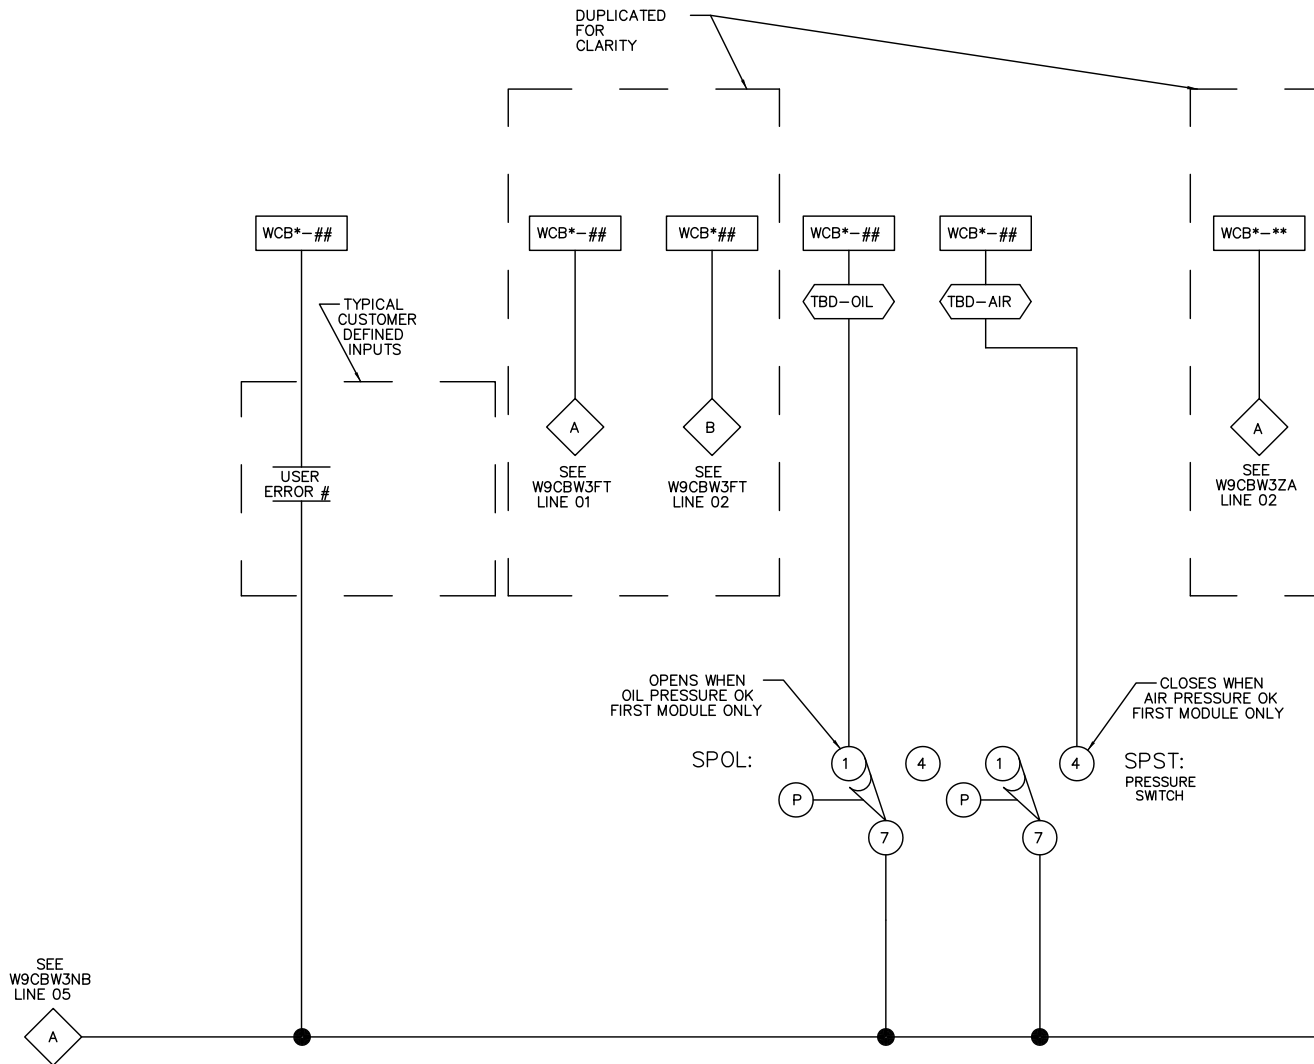 DUPLICATED
FOR
CLARITY
WCB*-##
WCB*-##
WCB*##
WCB*-##
WCB*-##
WCB*-**
TBD-OIL
TBD-AIR
TYPICAL
CUSTOMER
DEFINED
INPUTS
A
SEE
W9CBW3FT
LINE 01
B
SEE
W9CBW3FT
LINE 02
A
SEE
W9CBW3ZA
LINE 02
USER
ERROR #
OPENS WHEN
OIL PRESSURE OK
FIRST MODULE ONLY
CLOSES WHEN
AIR PRESSURE OK
FIRST MODULE ONLY
SPOL:
1
4
1
4
SPST:
PRESSURE
SWITCH
P
P
7
7
SEE
W9CBW3NB
LINE 05
A